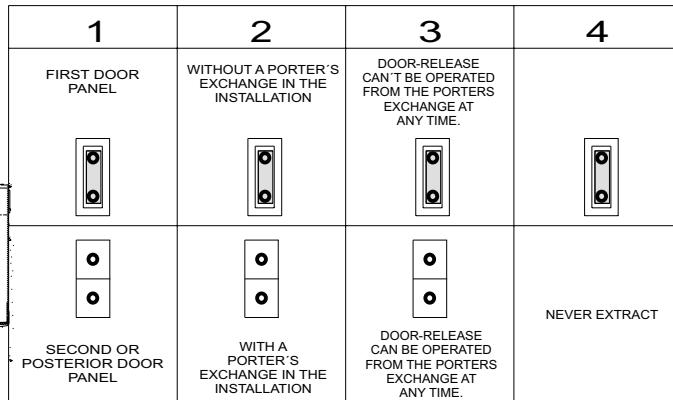 1
2
3
4
FIRST DOOR
PANEL
WITHOUT A PORTER´S
EXCHANGE IN THE
INSTALLATION
DOOR-RELEASE
CAN´T BE OPERATED
FROM THE PORTERS
EXCHANGE AT
ANY TIME.
SECOND OR
POSTERIOR DOOR
PANEL
WITH A
PORTER´S
EXCHANGE IN THE
INSTALLATION
DOOR-RELEASE
CAN BE OPERATED
FROM THE PORTERS
EXCHANGE AT
ANY TIME.
NEVER EXTRACT